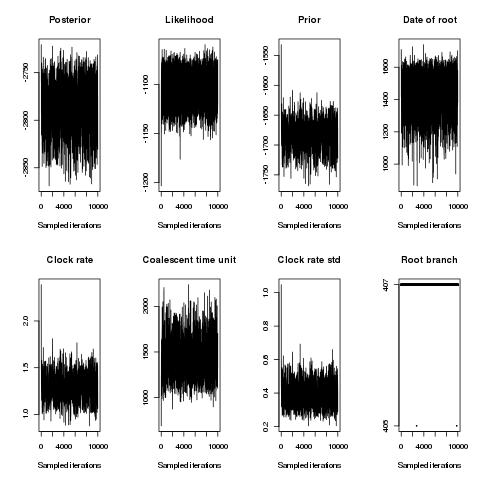 Posterior Likelihood Prior Date of root
-2850 -2800 -2750
-1200 -1150 -1100
-1750 -1700 -1650 -1600 -1550
1000 1200 1400 1600
0 4000 10000 0 4000 10000 0 4000 10000 0 4000 10000
Sampled iterations Sampled iterations Sampled iterations Sampled iterations
Clock rate Coalescent time unit Clock rate std Root branch
1.0 1.5 2.0
1000 1500 2000
0.2 0.4 0.6 0.8 1.0
405 407
0 4000 10000 0 4000 10000 0 4000 10000 0 4000 10000
Sampled iterations Sampled iterations Sampled iterations Sampled iterations